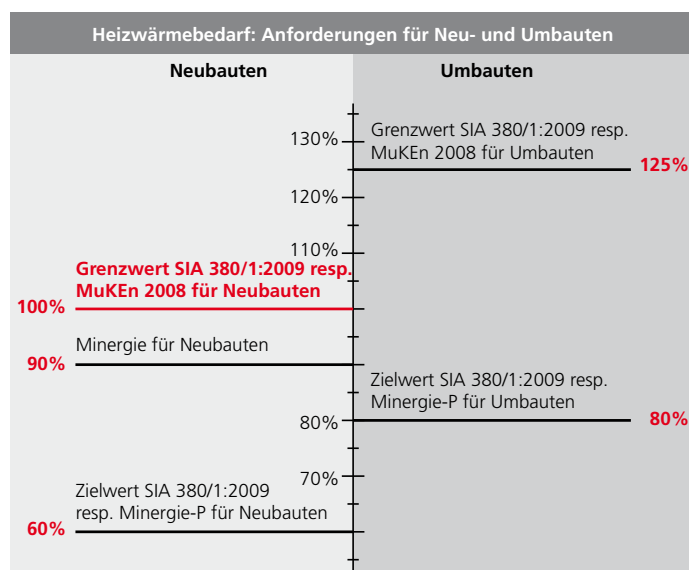 Heizwärmebedarf: Anforderungen für Neu- und Umbauten
Neubauten
Umbauten
130%
120%
110%
80%
70%
Grenzwert SIA 380/1:2009 resp.
MuKEn 2008 für Umbauten
125%
Grenzwert SIA 380/1:2009 resp.
MuKEn 2008 für Neubauten
100%
Minergie für Neubauten
90%
Zielwert SIA 380/1:2009 resp.
Minergie-P für Umbauten
80%
Zielwert SIA 380/1:2009
resp. Minergie-P für Neubauten
60%